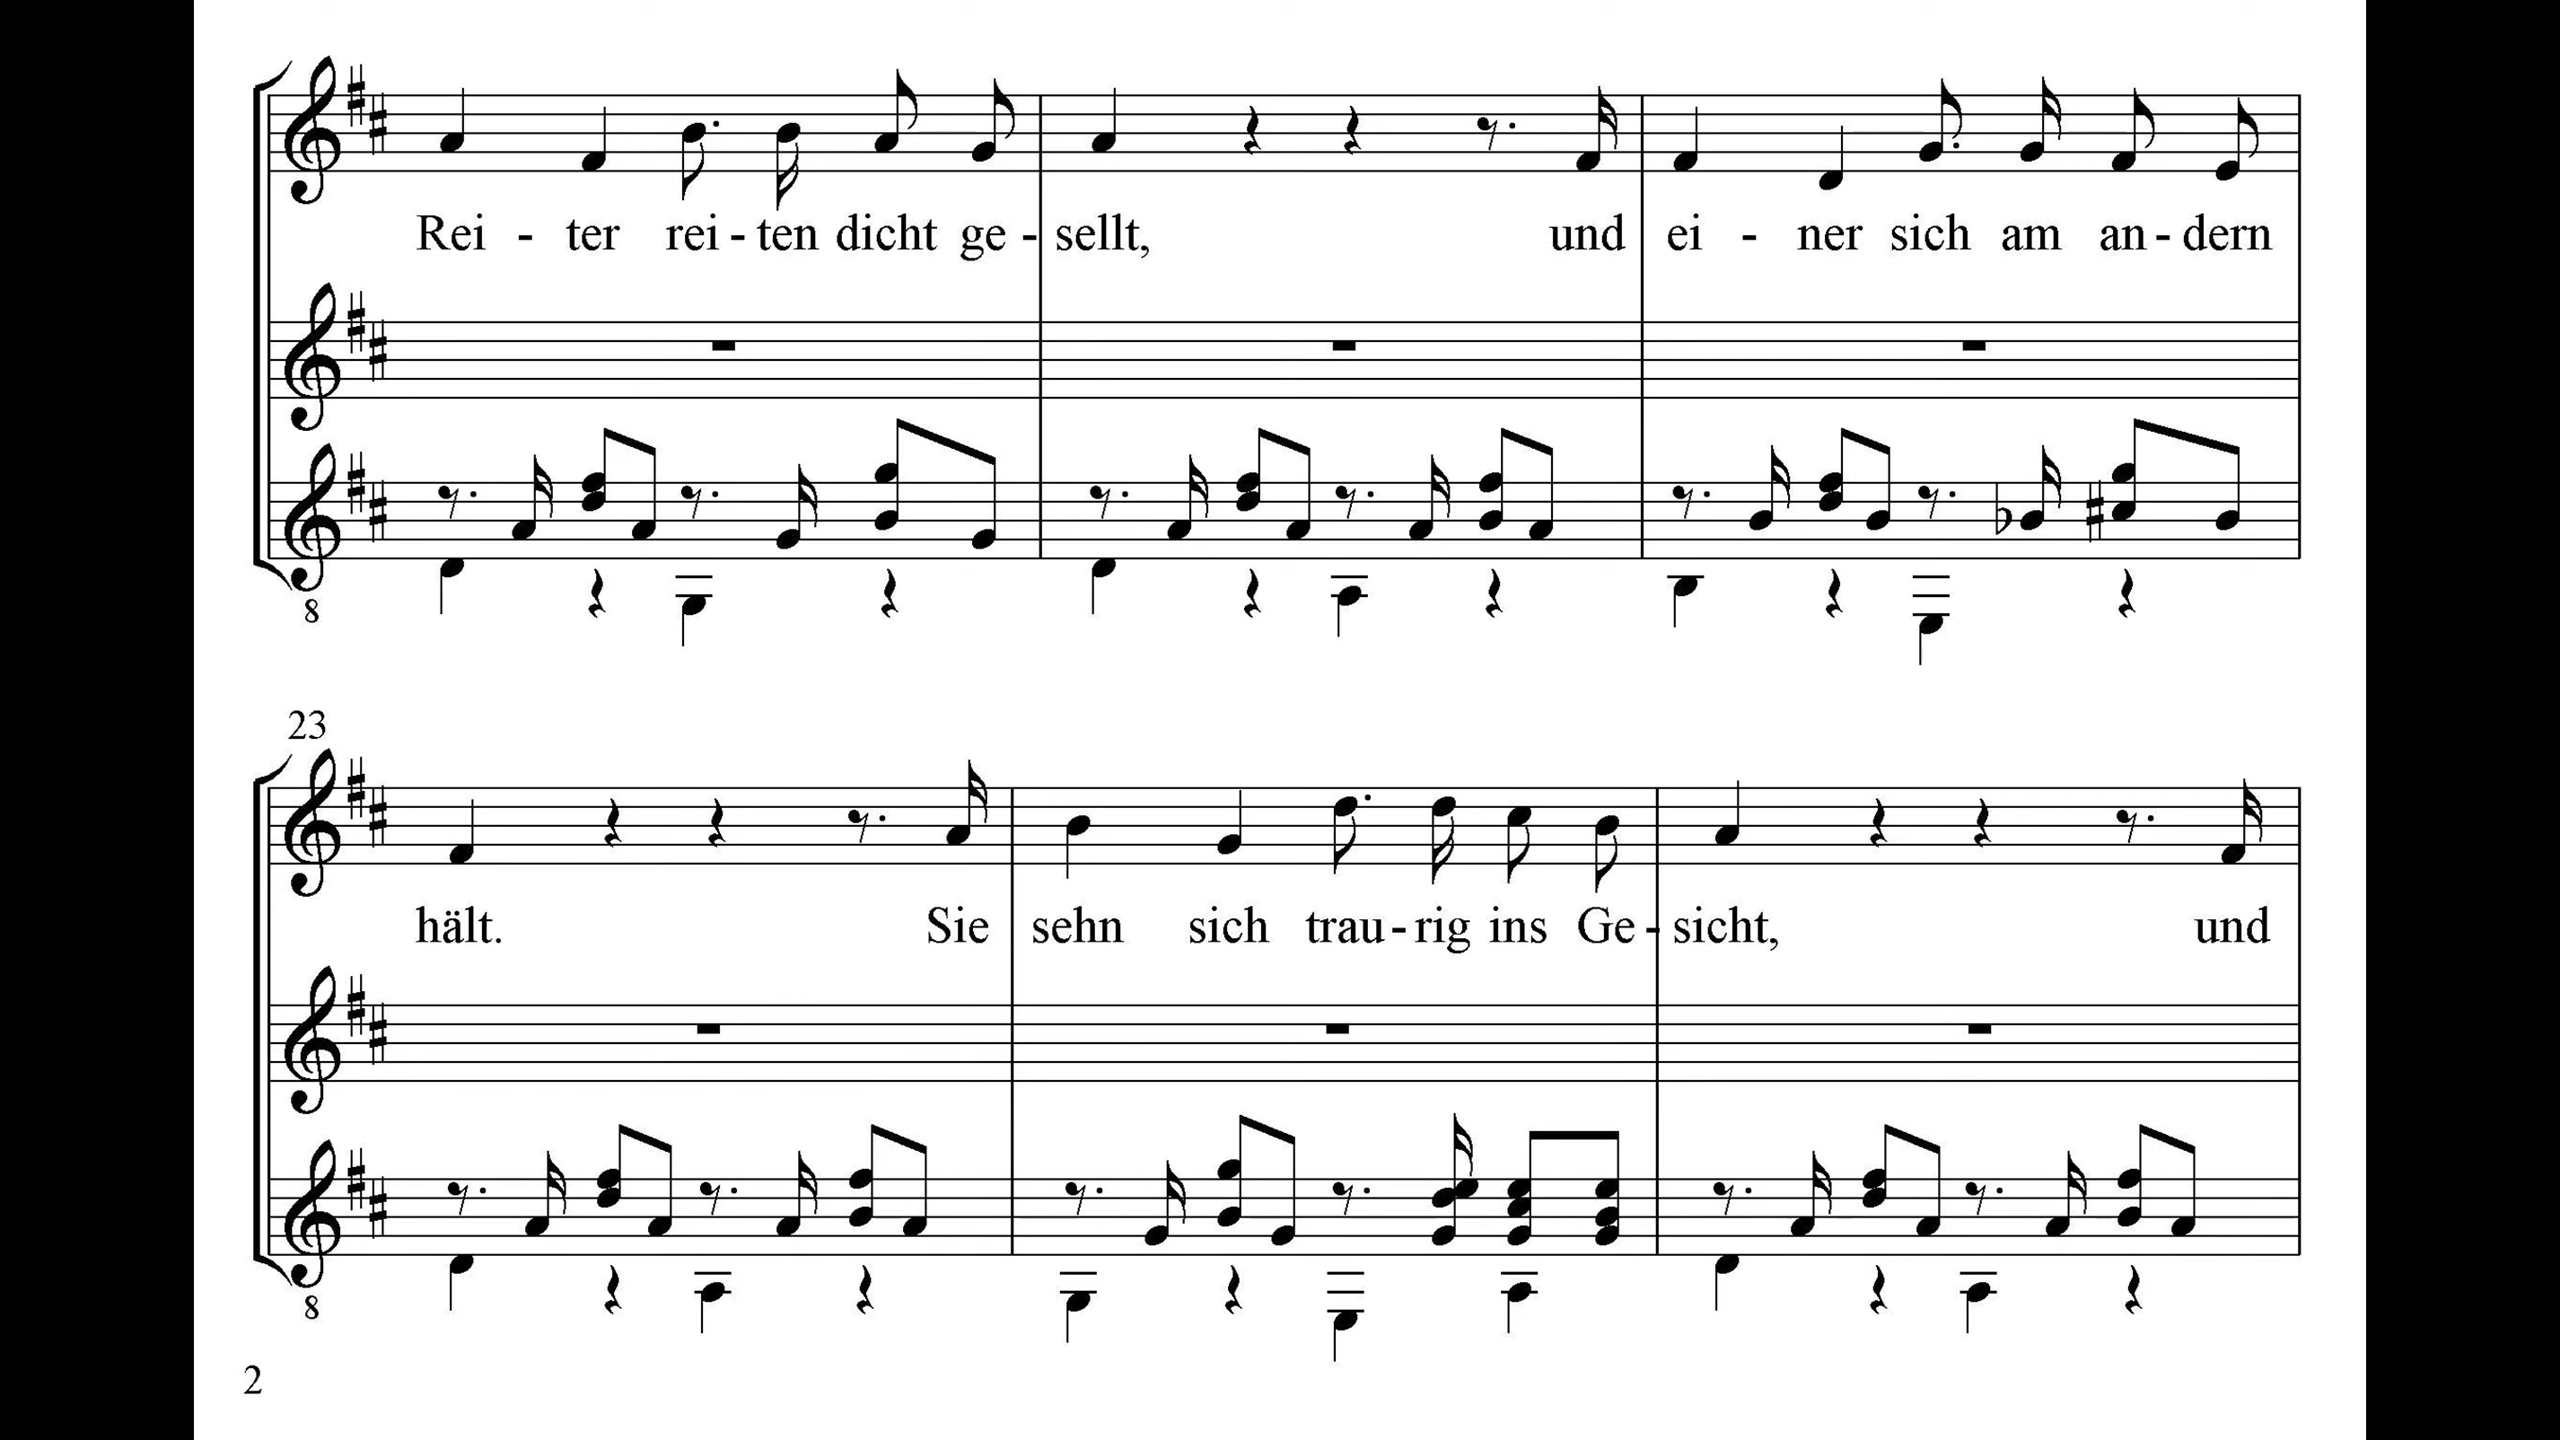 Rei - ter rei - ten dicht ge - sellt, und ei - ner sich am an - dern
8
23
hält. Sie sehn sich trau - rig ins Ge - sicht, und
8
2